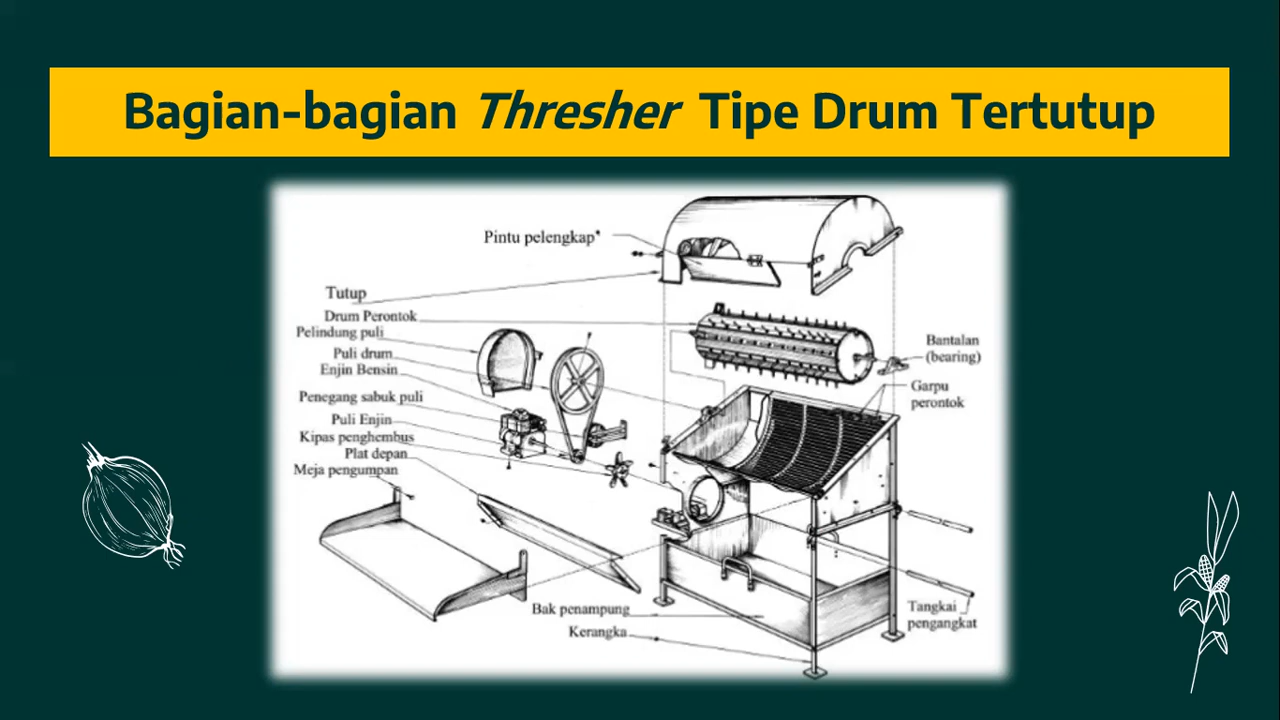 Bagian-bagian Thresher Tipe Drum Tertutup
Pintu pelengkap*
Tutup
Drum Perontok
Pelindung puli
Puli drum
Enjin Bensin
Penegang sabuk puli
Puli Enjin
Kipas penghembus
Plat depan
Meja pengumpan
Bantalan
(bearing)
Garpu
perontok
Bak penampung
Kerangka
Tangkai
pengangkat